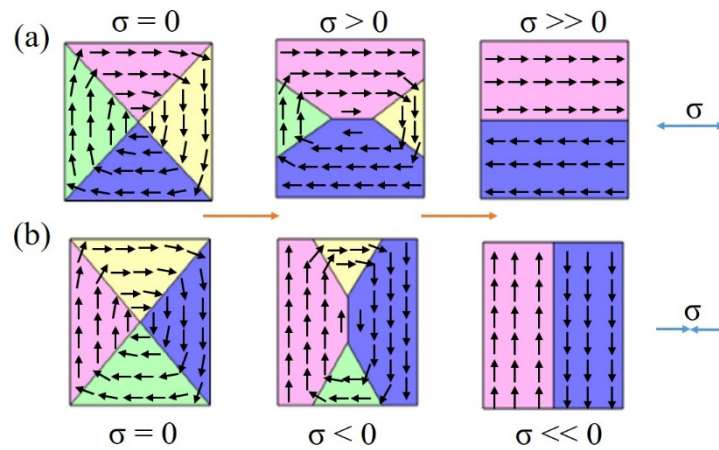 (a) σ = 0 σ > 0 σ >> 0
σ
(b)
σ
σ = 0 σ < 0 σ << 0